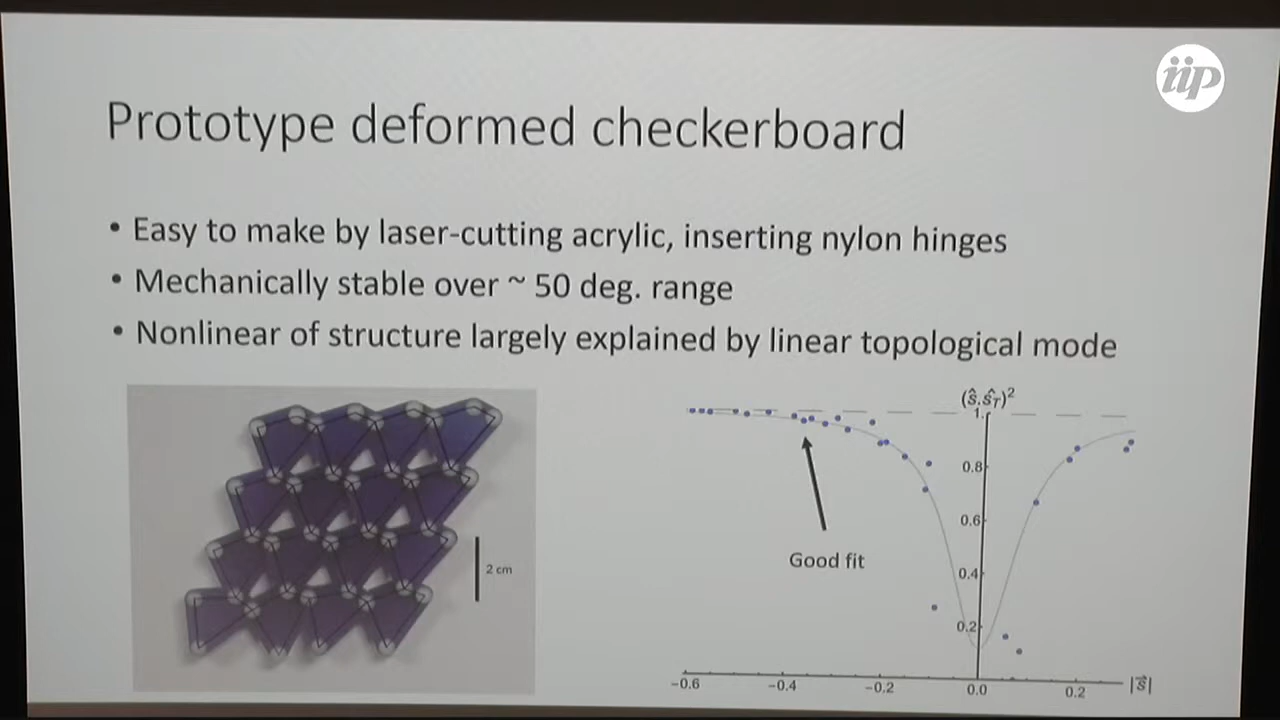 iip
Prototype deformed checkerboard
• Easy to make by laser-cutting acrylic, inserting nylon hinges
• Mechanically stable over ~ 50 deg. range
• Nonlinear of structure largely explained by linear topological mode
2 cm
(ŝ.ŝ_T)²
1.
0.8
0.6
0.4
0.2
Good fit
−0.6 −0.4 −0.2 0.0 0.2 |s⃗|